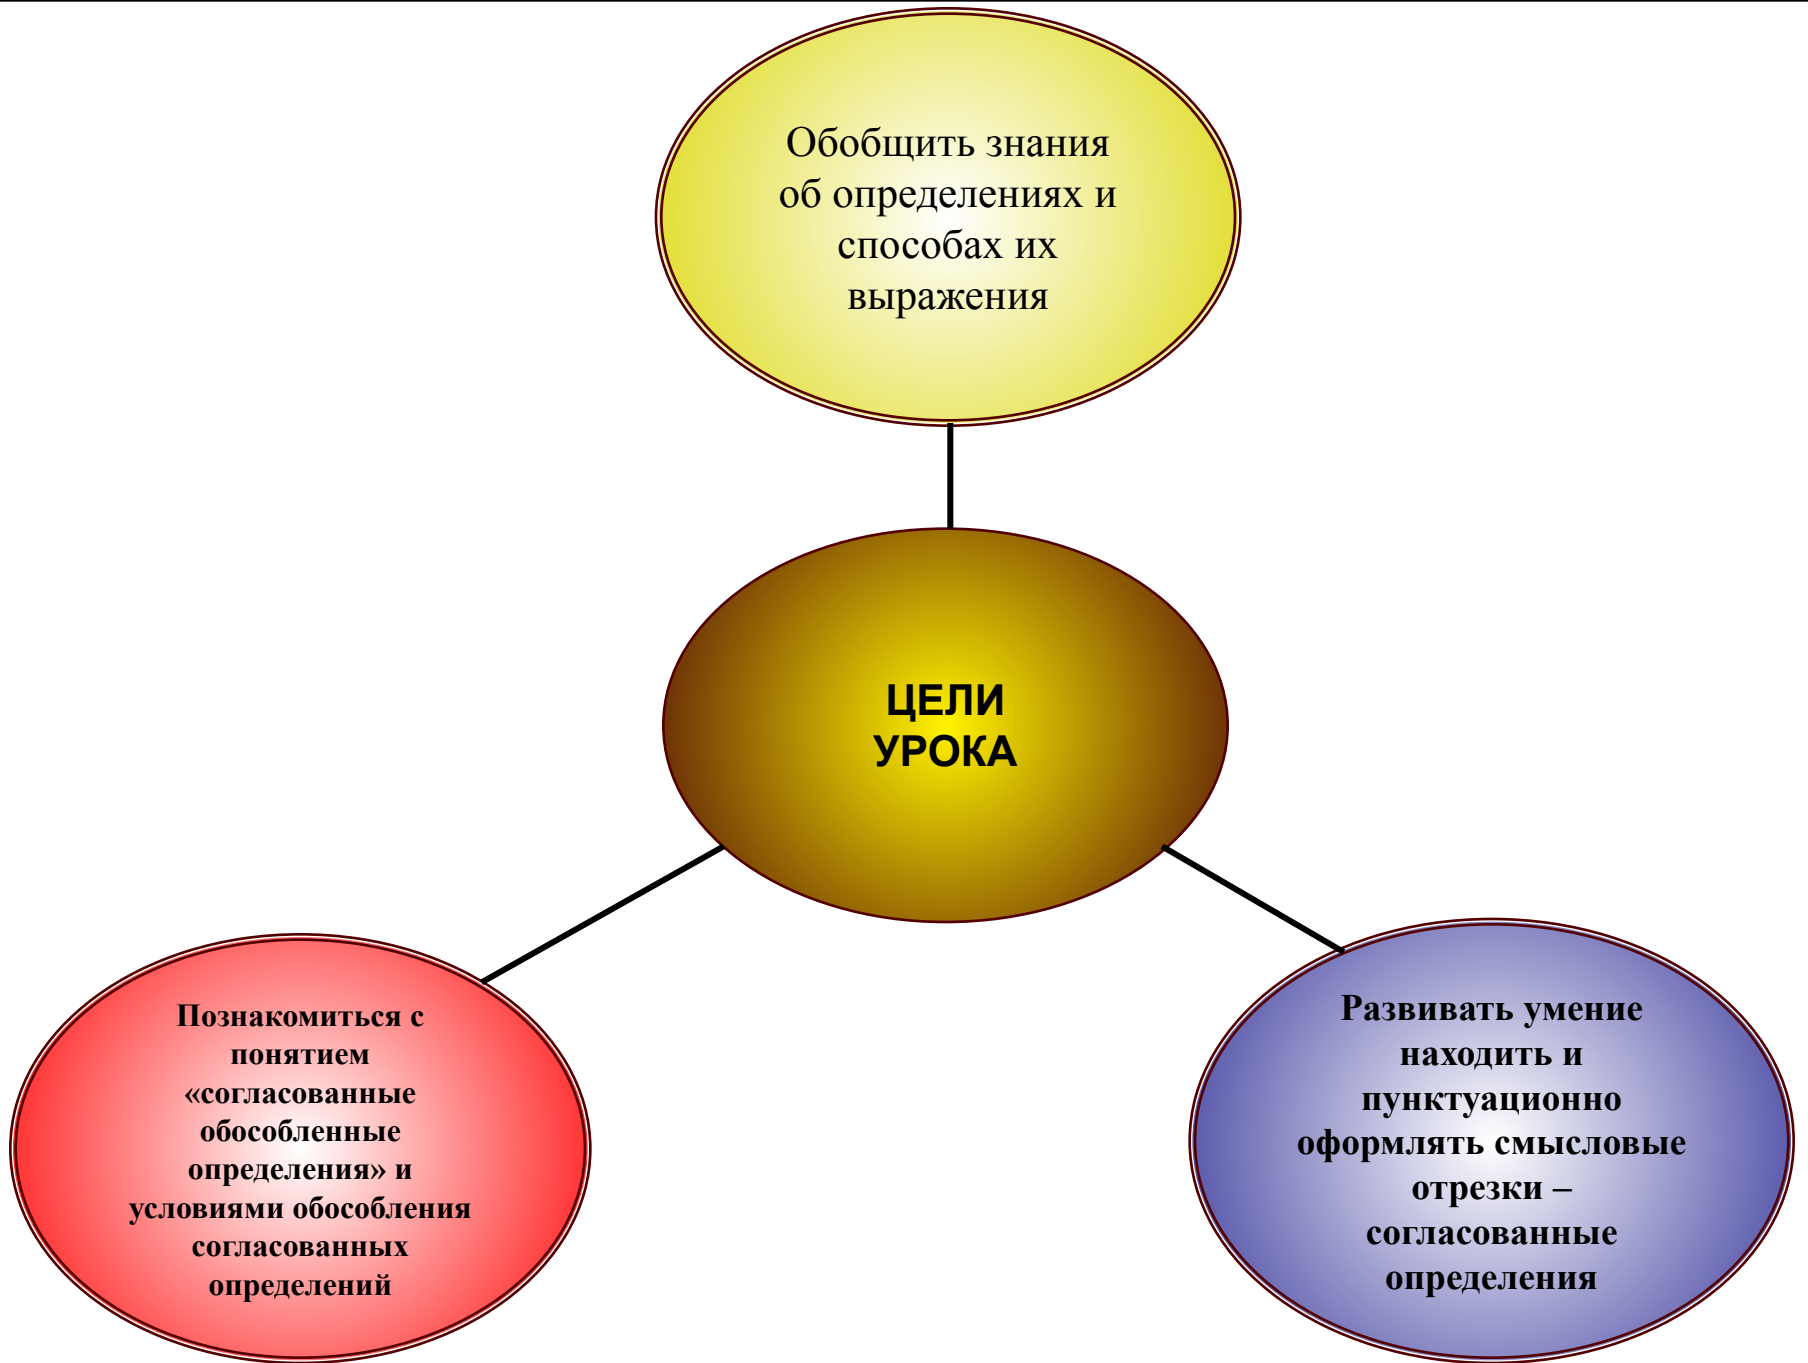 Обобщить знания
об определениях и
способах их
выражения
ЦЕЛИ
УРОКА
Познакомиться с
понятием
«согласованные
обособленные
определения» и
условиями обособления
согласованных
определений
Развивать умение
находить и
пунктуационно
оформлять смысловые
отрезки –
согласованные
определения